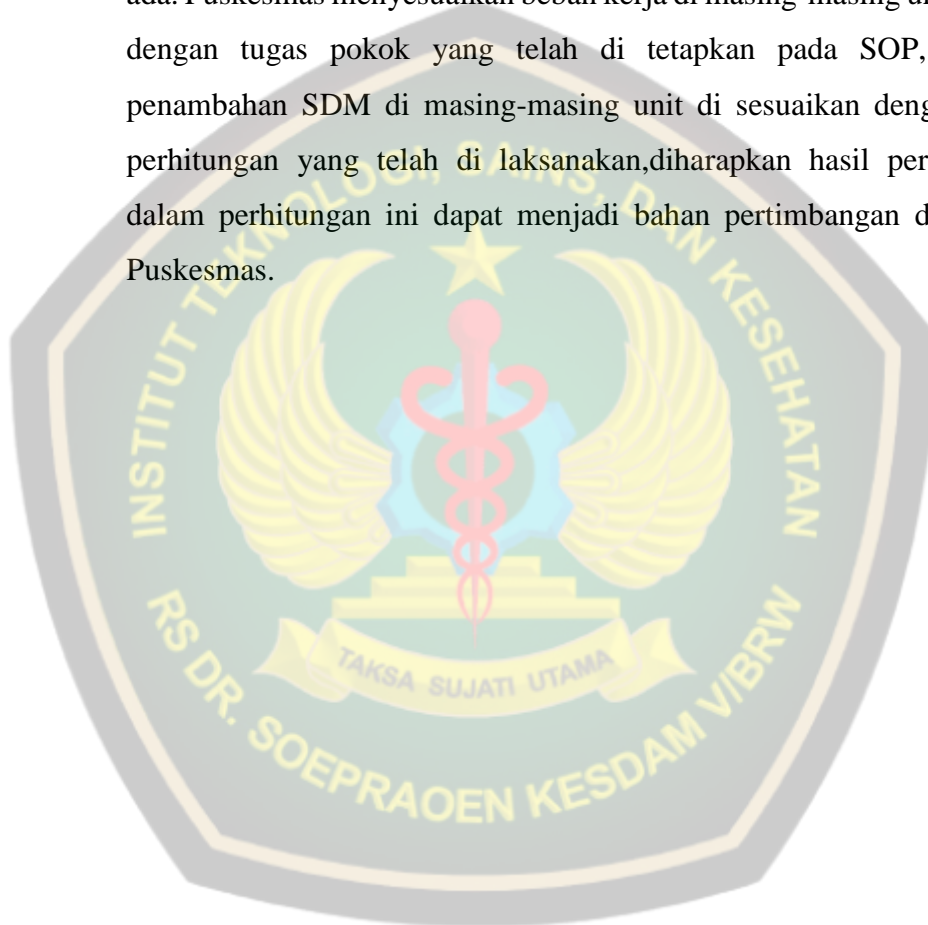 ada. Puskesmas menyesuaikan beban kerja di masing-masing
dengan tugas pokok yang telah di tetapkan pada SOP,
penambahan SDM di masing-masing unit di sesuaikan
perhitungan yang telah di laksanakan,diharapkan hasil
dalam perhitungan ini dapat menjadi bahan pertimbangan
Puskesmas.
INSTITUT TEKNOLOGI, SAINS, DAN KESEHATAN
TAKSA SUJATI UTAMA
RS DR. SOEPRAOEN KESDAM V/BRW